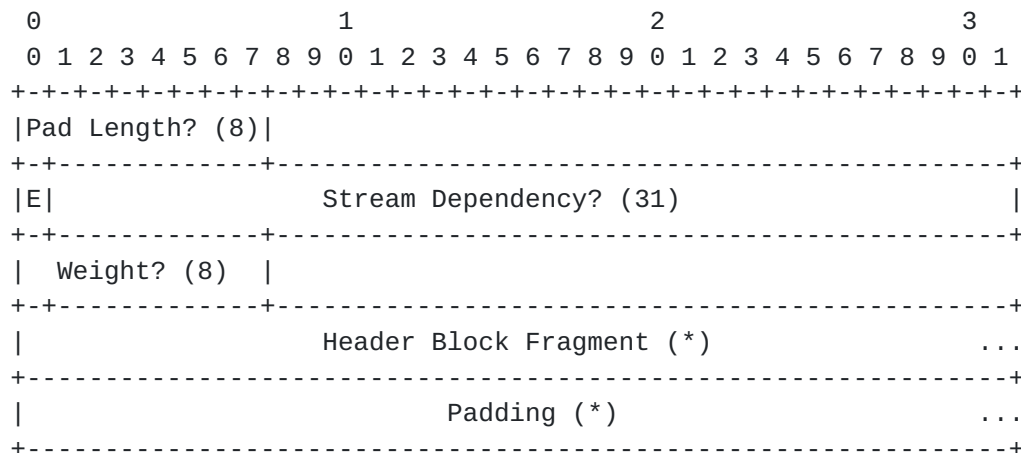 0                   1                   2                   3
 0 1 2 3 4 5 6 7 8 9 0 1 2 3 4 5 6 7 8 9 0 1 2 3 4 5 6 7 8 9 0 1
+-+-+-+-+-+-+-+-+-+-+-+-+-+-+-+-+-+-+-+-+-+-+-+-+-+-+-+-+-+-+-+-+
|Pad Length? (8)|
+-+-------------+-----------------------------------------------+
|E|                 Stream Dependency? (31)                     |
+-+-------------+-----------------------------------------------+
|  Weight? (8)  |
+-+-------------+-----------------------------------------------+
|                   Header Block Fragment (*)                 ...
+---------------------------------------------------------------+
|                           Padding (*)                       ...
+---------------------------------------------------------------+